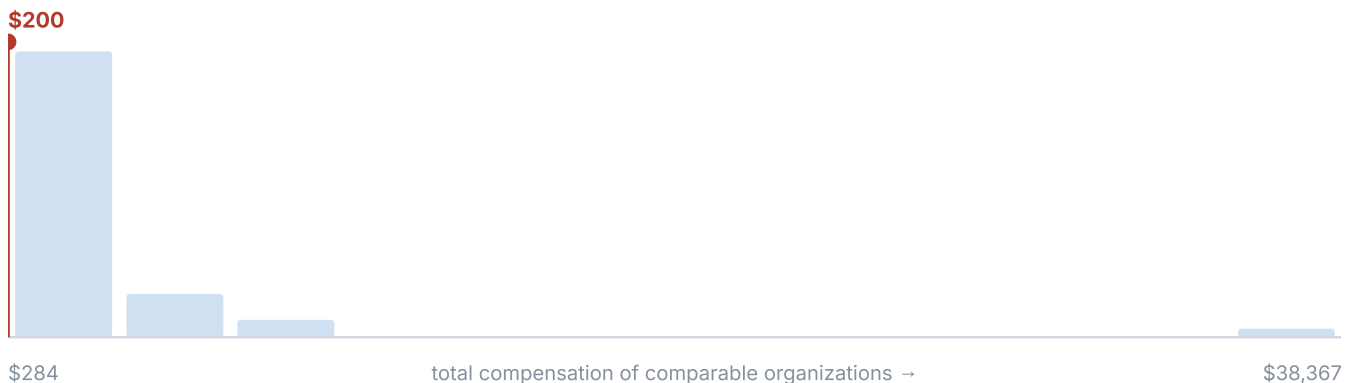 $200
$284 total compensation of comparable organizations → $38,367